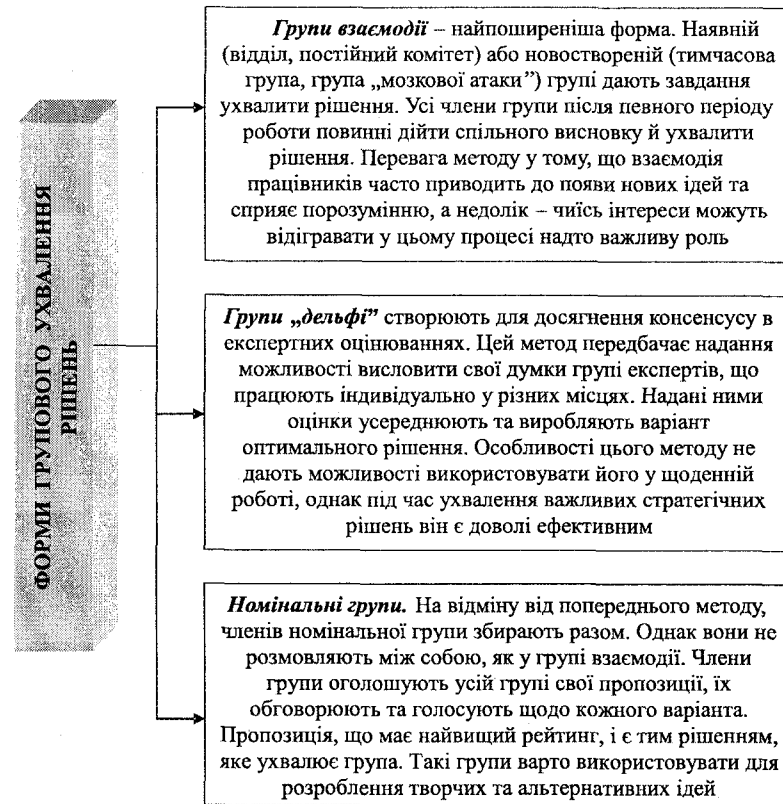 ФОРМИ ГРУПОВОГО УХВАЛЕННЯ
РІШЕНЬ
Групи взаємодії – найпоширеніша форма. Наявній
(відділ, постійний комітет) або новоствореній (тимчасова
група, група „мозкової атаки”) групі дають завдання
ухвалити рішення. Усі члени групи після певного періоду
роботи повинні дійти спільного висновку й ухвалити
рішення. Перевага методу у тому, що взаємодія
працівників часто приводить до появи нових ідей та
сприяє порозумінню, а недолік – чиїсь інтереси можуть
відігравати у цьому процесі надто важливу роль
Групи „дельфі” створюють для досягнення консенсусу в
експертних оцінюваннях. Цей метод передбачає надання
можливості висловити свої думки групі експертів, що
працюють індивідуально у різних місцях. Надані ними
оцінки усереднюють та виробляють варіант
оптимального рішення. Особливості цього методу не
дають можливості використовувати його у щоденній
роботі, однак під час ухвалення важливих стратегічних
рішень він є доволі ефективним
Номінальні групи. На відміну від попереднього методу,
членів номінальної групи збирають разом. Однак вони не
розмовляють між собою, як у групі взаємодії. Члени
групи оголошують усій групі свої пропозиції, їх
обговорюють та голосують щодо кожного варіанта.
Пропозиція, що має найвищий рейтинг, і є тим рішенням,
яке ухвалює група. Такі групи варто використовувати для
розроблення творчих та альтернативних ідей